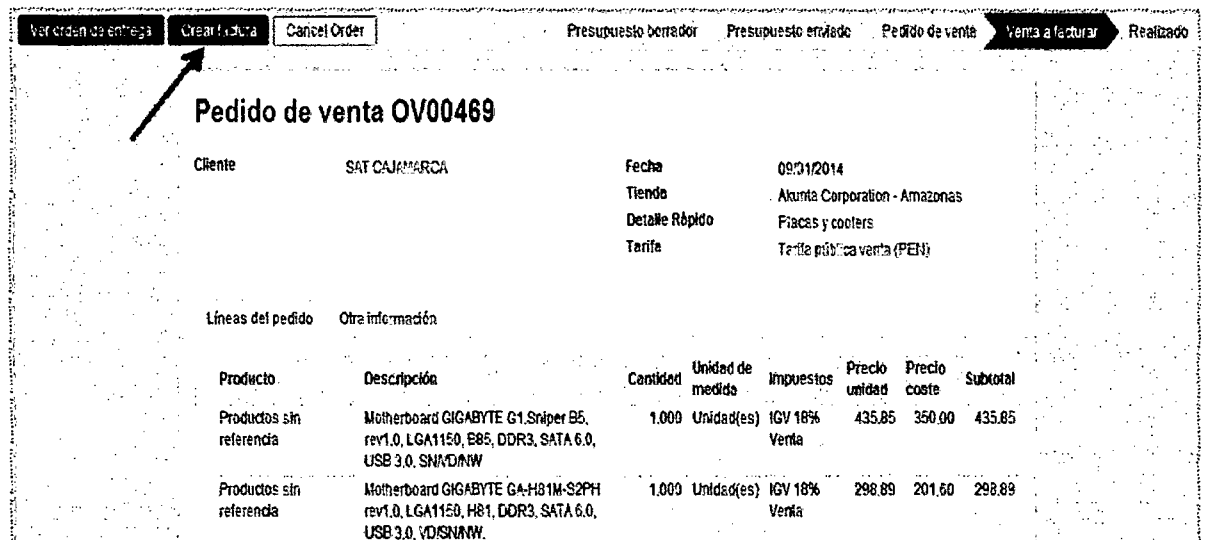 Ver orden de entrega Crear factura Cancel Order Presupuesto borrador Presupuesto enviado Pedido de venta Venta a facturar Realizado
Pedido de venta OV00469
Cliente SAT CAJAMARCA Fecha 09/01/2014
Tienda Akunta Corporation - Amazonas
Detalle Rápido Placas y coolers
Tarifa Tarifa pública venta (PEN)
Líneas del pedido Otra información
Producto Descripción Cantidad Unidad de medida Impuestos Precio unidad Precio coste Subtotal
Productos sin referencia Motherboard GIGABYTE G1.Sniper B5, 1.000 Unidad(es) IGV 18% Venta 435.85 350.00 435.85
rev1.0, LGA1150, B85, DDR3, SATA 6.0,
USB 3.0, SN/VD/NW
Productos sin referencia Motherboard GIGABYTE GA-H81M-S2PH 1.000 Unidad(es) IGV 18% Venta 298.89 201.60 298.89
rev1.0, LGA1150, H81, DDR3, SATA 6.0,
USB 3.0, VD/SN/NW.